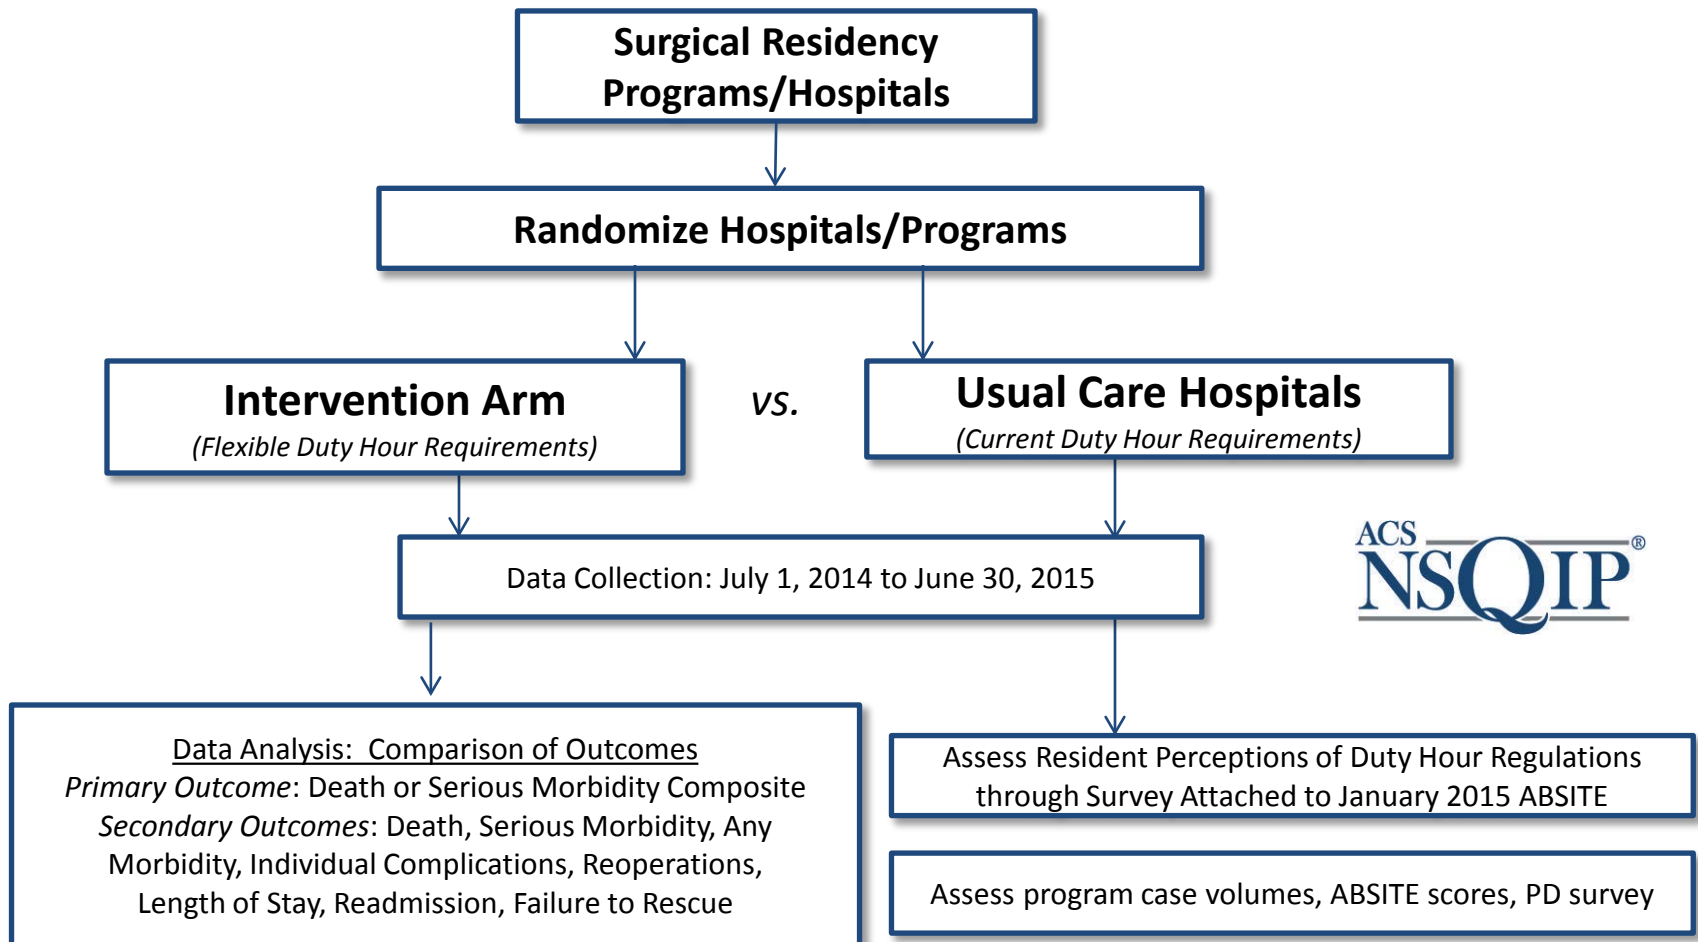 Surgical Residency
Programs/Hospitals
Randomize Hospitals/Programs
Intervention Arm
(Flexible Duty Hour Requirements)
vs.
Usual Care Hospitals
(Current Duty Hour Requirements)
Data Collection: July 1, 2014 to June 30, 2015
ACS
NSQIP®
Data Analysis: Comparison of Outcomes
Primary Outcome: Death or Serious Morbidity Composite
Secondary Outcomes: Death, Serious Morbidity, Any
Morbidity, Individual Complications, Reoperations,
Length of Stay, Readmission, Failure to Rescue
Assess Resident Perceptions of Duty Hour Regulations
through Survey Attached to January 2015 ABSITE
Assess program case volumes, ABSITE scores, PD survey